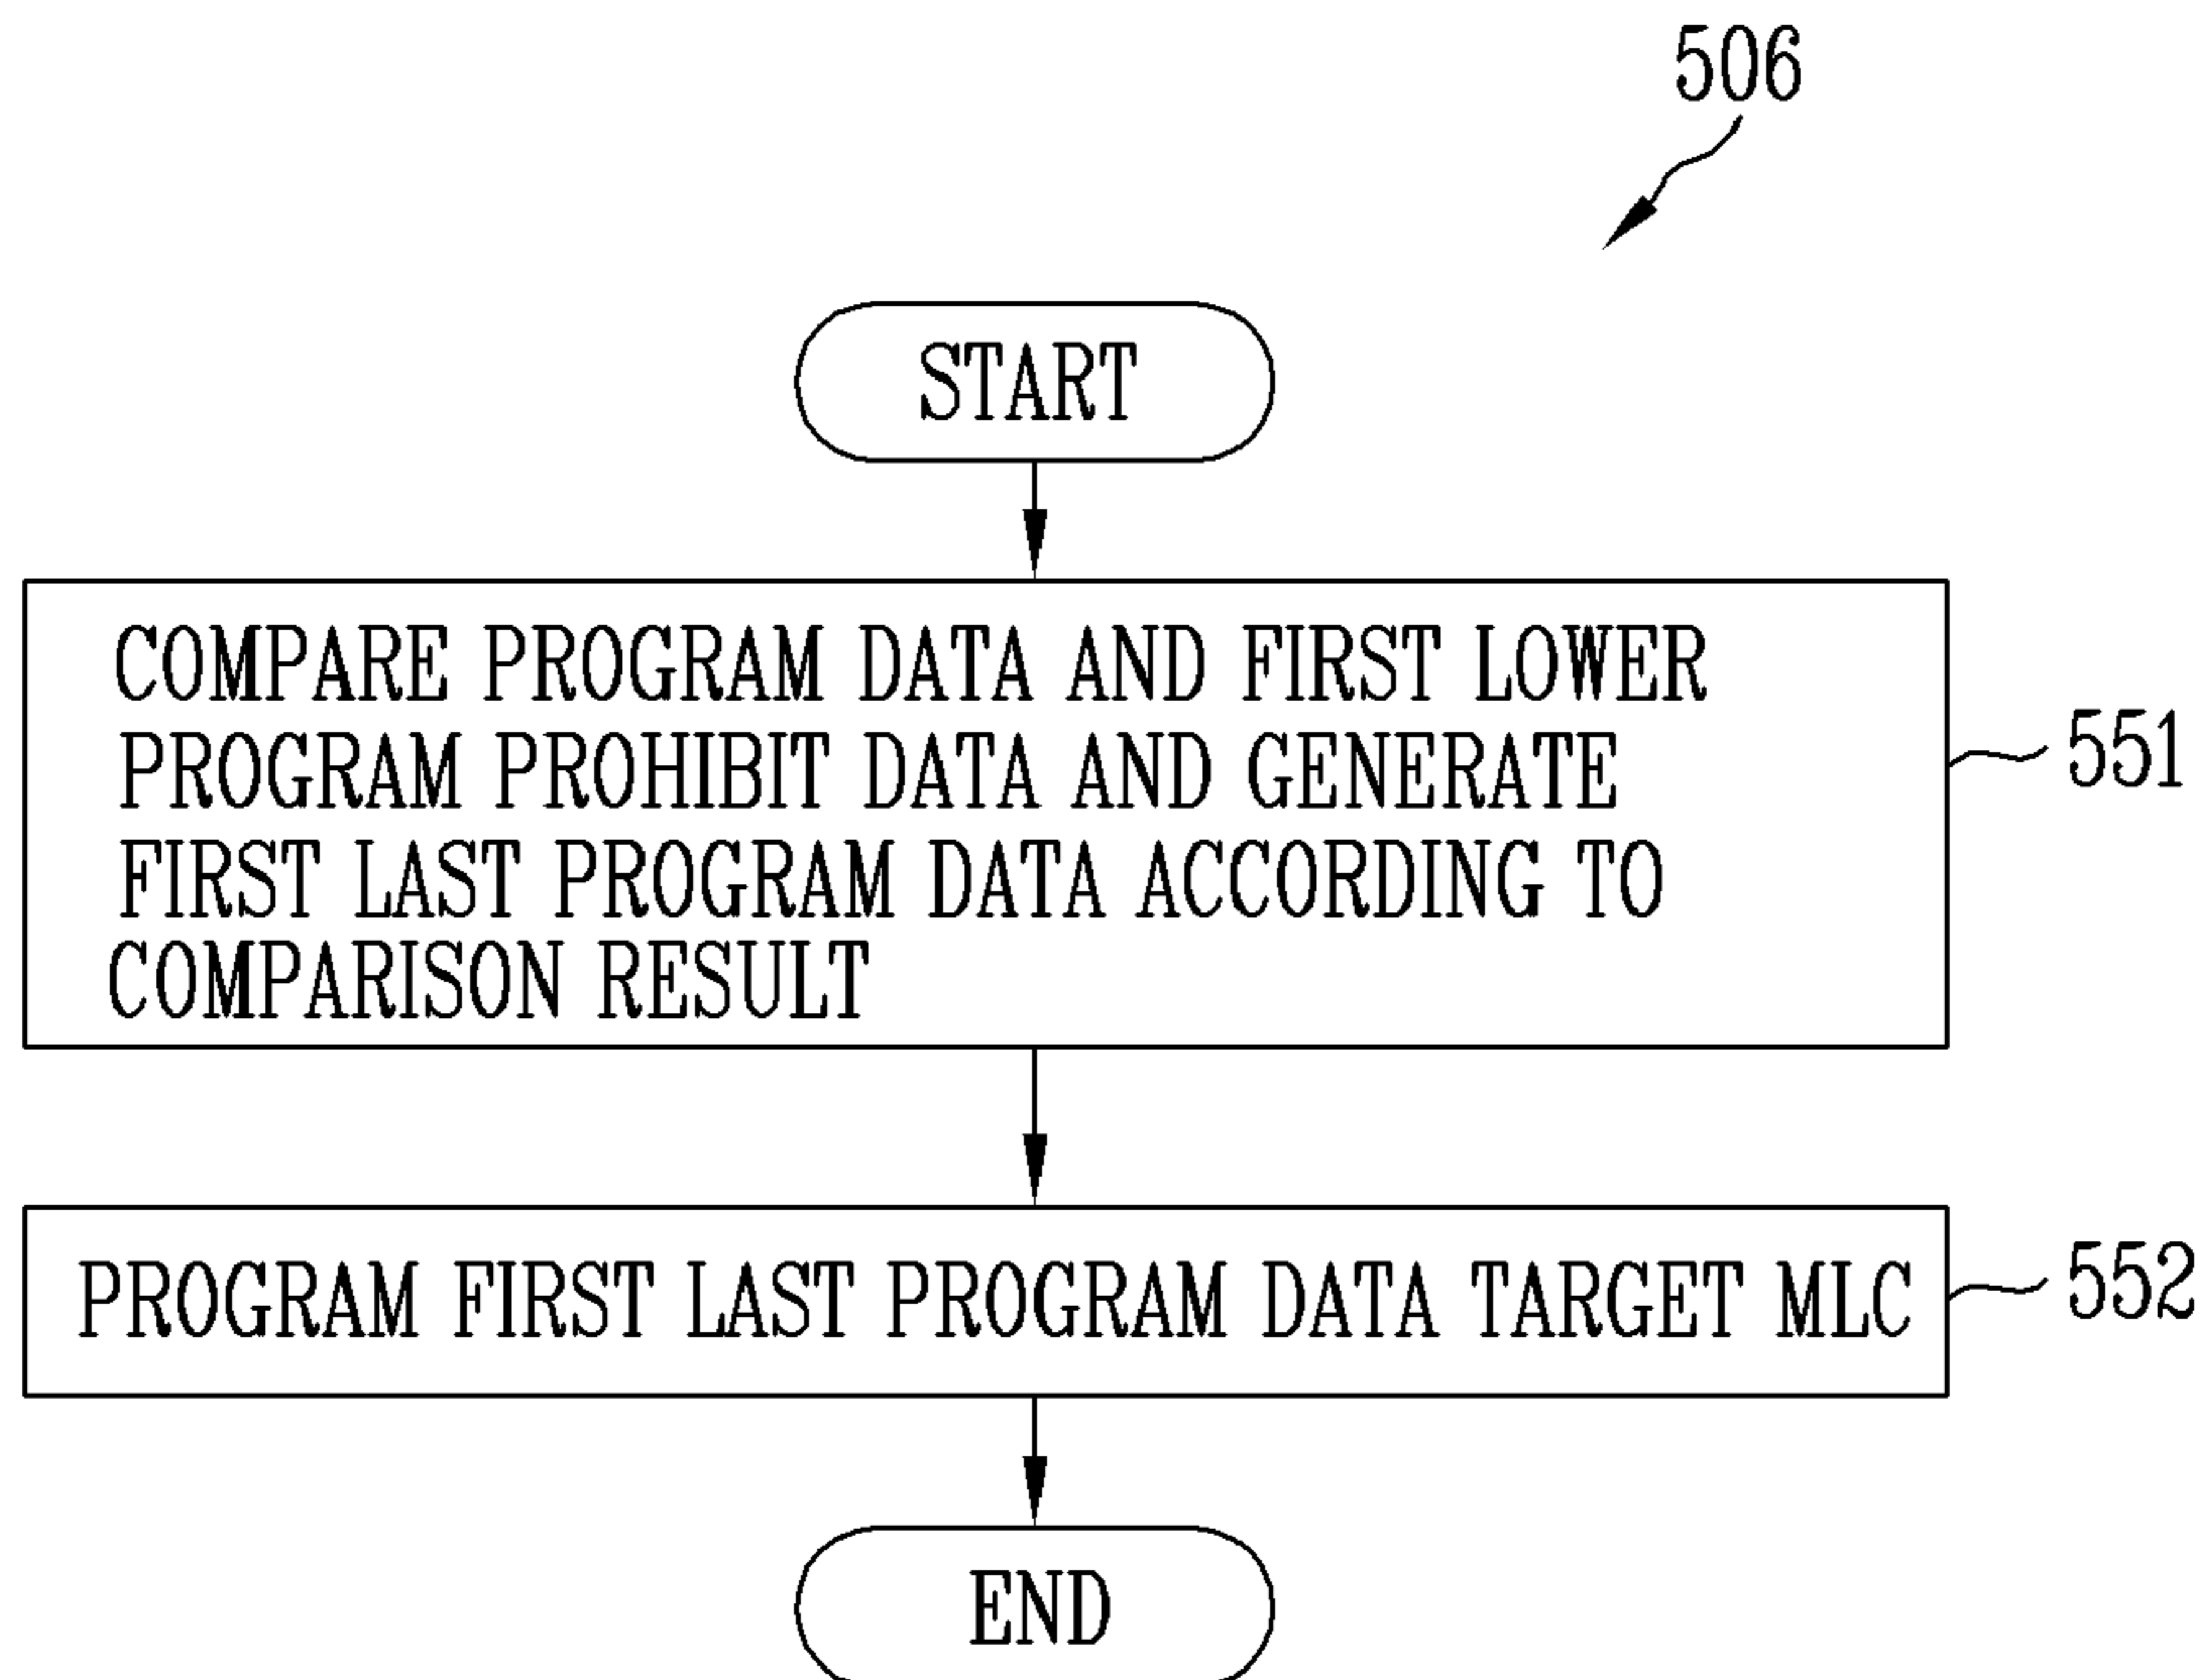 506
START
COMPARE PROGRAM DATA AND FIRST LOWER
PROGRAM PROHIBIT DATA AND GENERATE
FIRST LAST PROGRAM DATA ACCORDING TO
COMPARISON RESULT
551
PROGRAM FIRST LAST PROGRAM DATA TARGET MLC
552
END